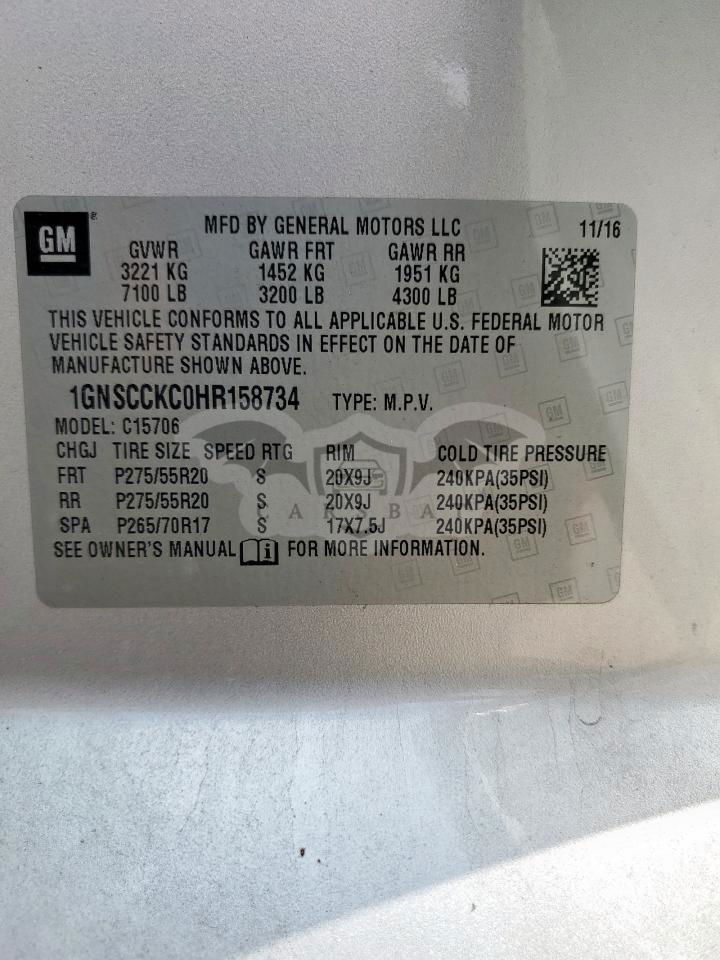 GM
MFD BY GENERAL MOTORS LLC 11/16
GVWR GAWR FRT GAWR RR
3221 KG 1452 KG 1951 KG
7100 LB 3200 LB 4300 LB
THIS VEHICLE CONFORMS TO ALL APPLICABLE U.S. FEDERAL MOTOR
VEHICLE SAFETY STANDARDS IN EFFECT ON THE DATE OF
MANUFACTURE SHOWN ABOVE.
1GNSCCKC0HR158734 TYPE: M.P.V.
MODEL: C15706
CHGJ TIRE SIZE SPEED RTG RIM COLD TIRE PRESSURE
FRT P275/55R20 S 20X9J 240KPA(35PSI)
RR P275/55R20 S 20X9J 240KPA(35PSI)
SPA P265/70R17 S 17X7.5J 240KPA(35PSI)
SEE OWNER'S MANUAL i FOR MORE INFORMATION.